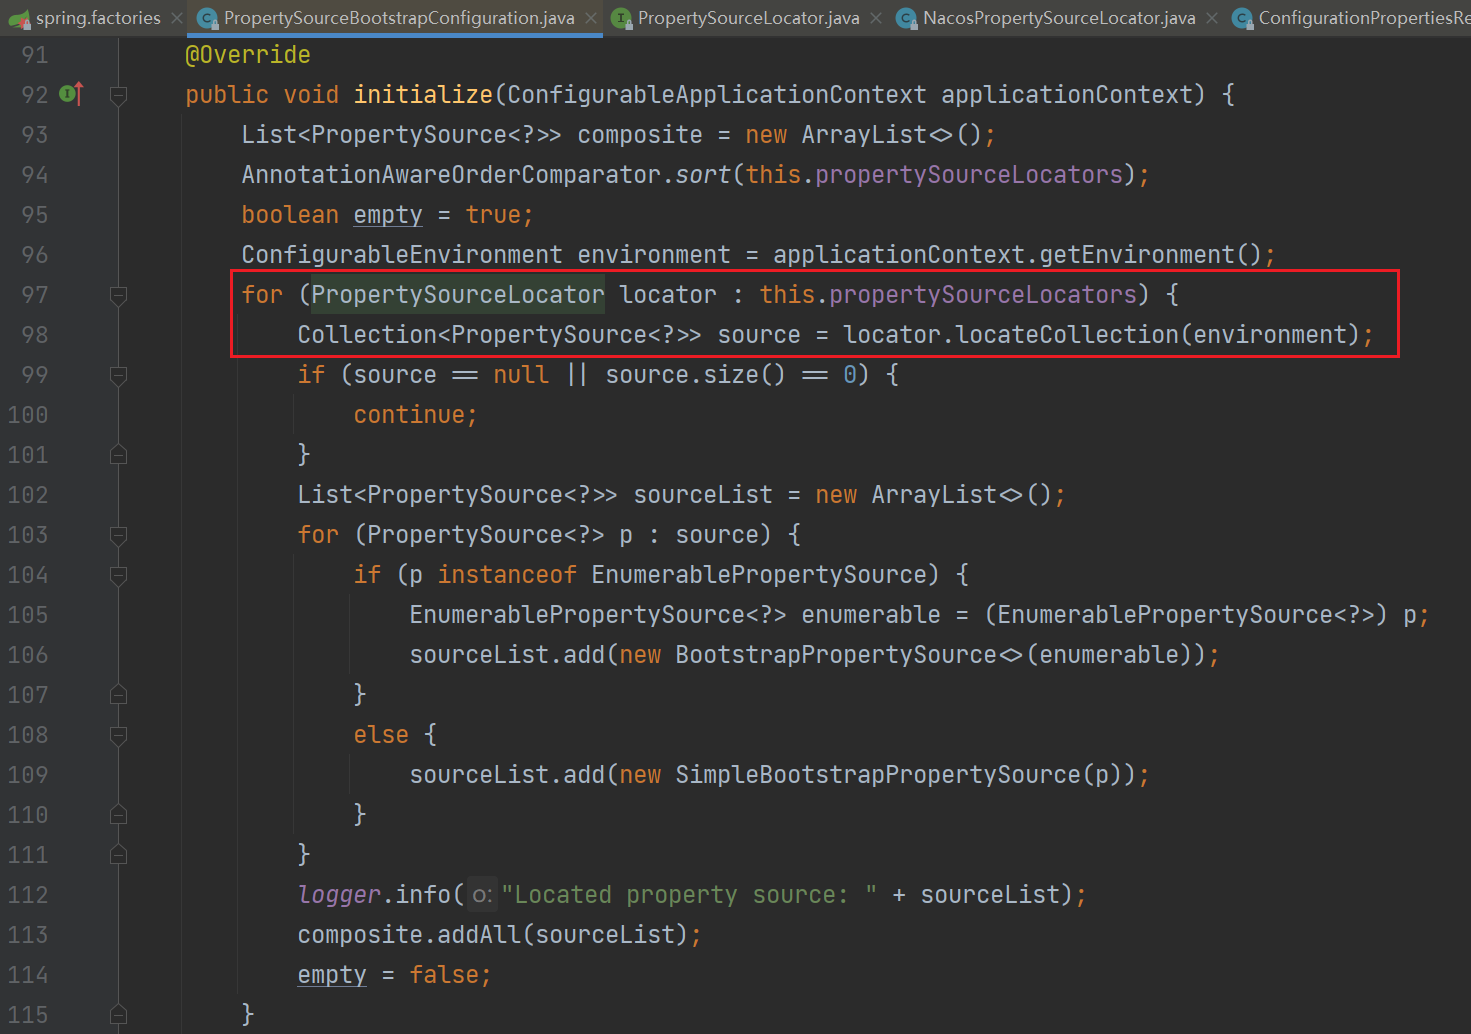 spring.factories PropertySourceBootstrapConfiguration.java PropertySourceLocator.java NacosPropertySourceLocator.java ConfigurationPropertiesRe
91 @Override
92 public void initialize(ConfigurableApplicationContext applicationContext) {
93 List<PropertySource<?>> composite = new ArrayList<>();
94 AnnotationAwareOrderComparator.sort(this.propertySourceLocators);
95 boolean empty = true;
96 ConfigurableEnvironment environment = applicationContext.getEnvironment();
97 for (PropertySourceLocator locator : this.propertySourceLocators) {
98 Collection<PropertySource<?>> source = locator.locateCollection(environment);
99 if (source == null || source.size() == 0) {
100 continue;
101 }
102 List<PropertySource<?>> sourceList = new ArrayList<>();
103 for (PropertySource<?> p : source) {
104 if (p instanceof EnumerablePropertySource) {
105 EnumerablePropertySource<?> enumerable = (EnumerablePropertySource<?>) p;
106 sourceList.add(new BootstrapPropertySource<>(enumerable));
107 }
108 else {
109 sourceList.add(new SimpleBootstrapPropertySource(p));
110 }
111 }
112 logger.info( o: "Located property source: " + sourceList);
113 composite.addAll(sourceList);
114 empty = false;
115 }